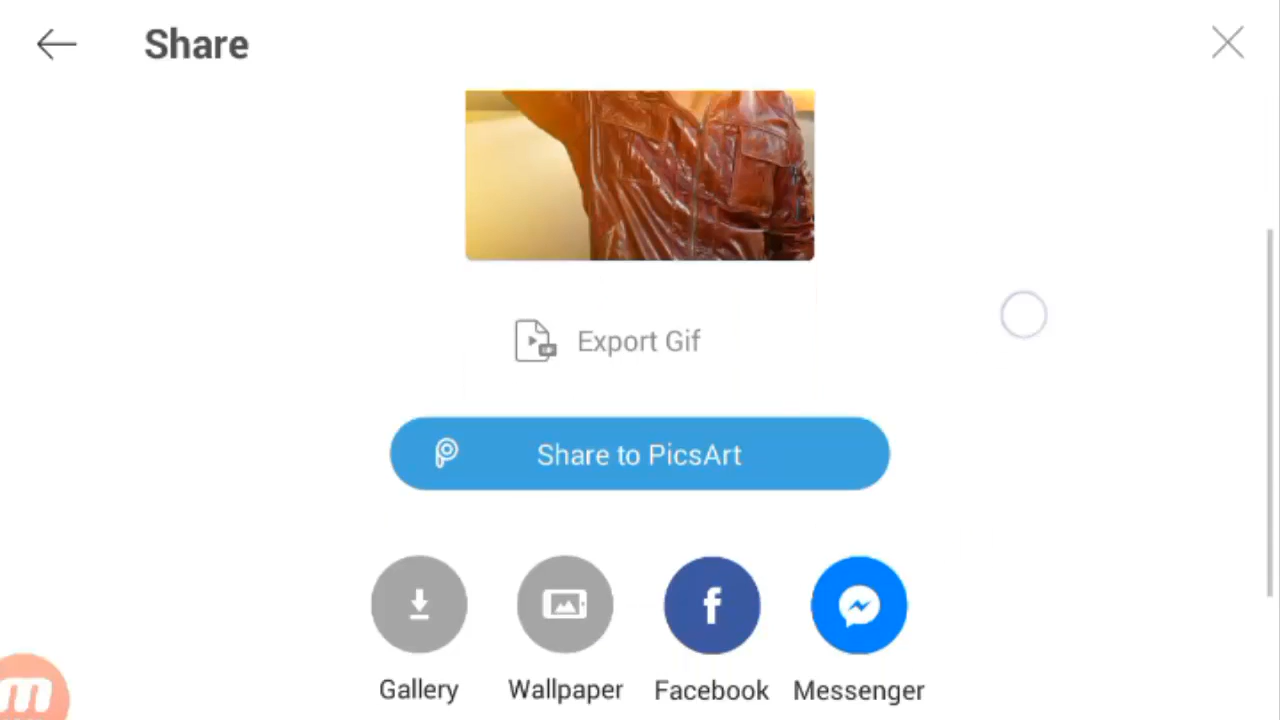 Share
Export Gif
Share to PicsArt
Gallery Wallpaper Facebook Messenger